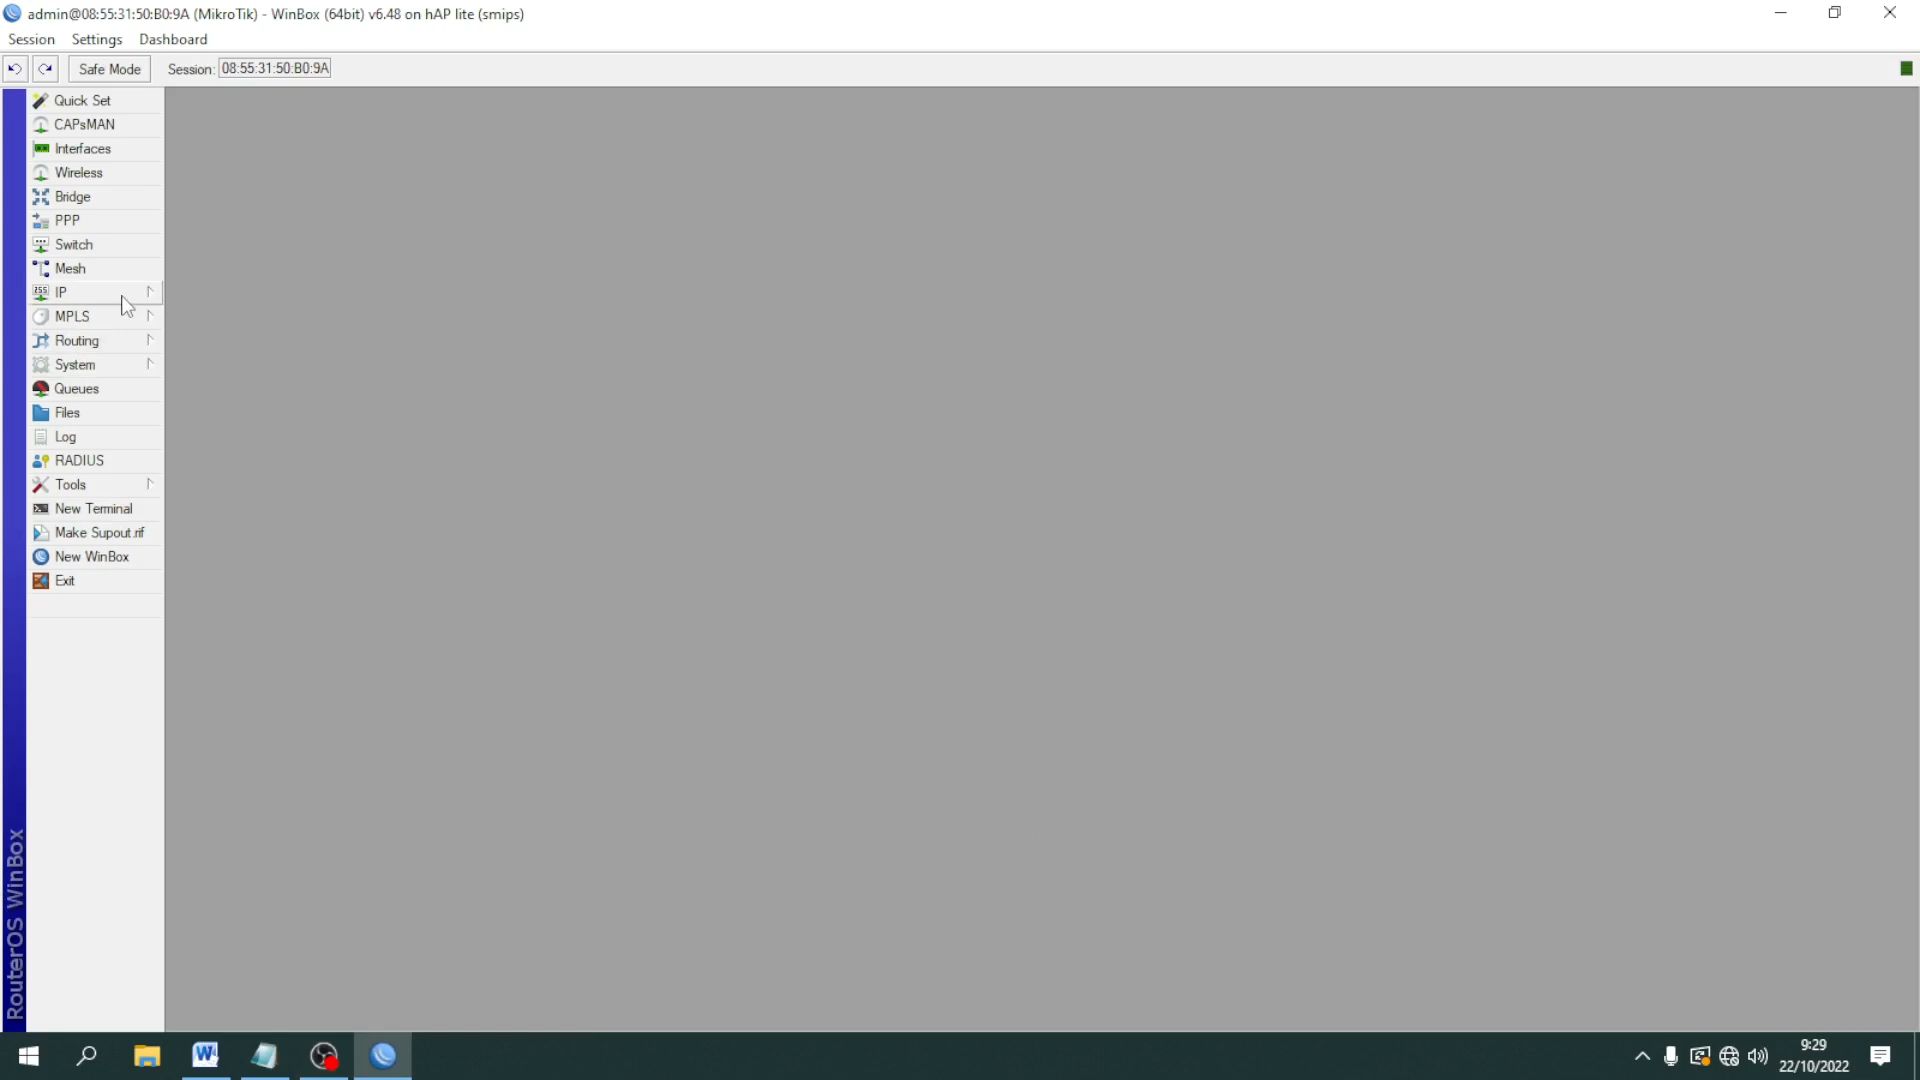 admin@08:55:31:50:B0:9A (MikroTik) - WinBox (64bit) v6.48 on hAP lite (smips)
Session Settings Dashboard
Safe Mode Session: 08:55:31:50:B0:9A
Quick Set
CAPsMAN
Interfaces
Wireless
Bridge
PPP
Switch
Mesh
255 IP
MPLS
Routing
System
Queues
Files
Log
RADIUS
Tools
New Terminal
Make Supout.rif
New WinBox
Exit
RouterOS WinBox
9:29
22/10/2022